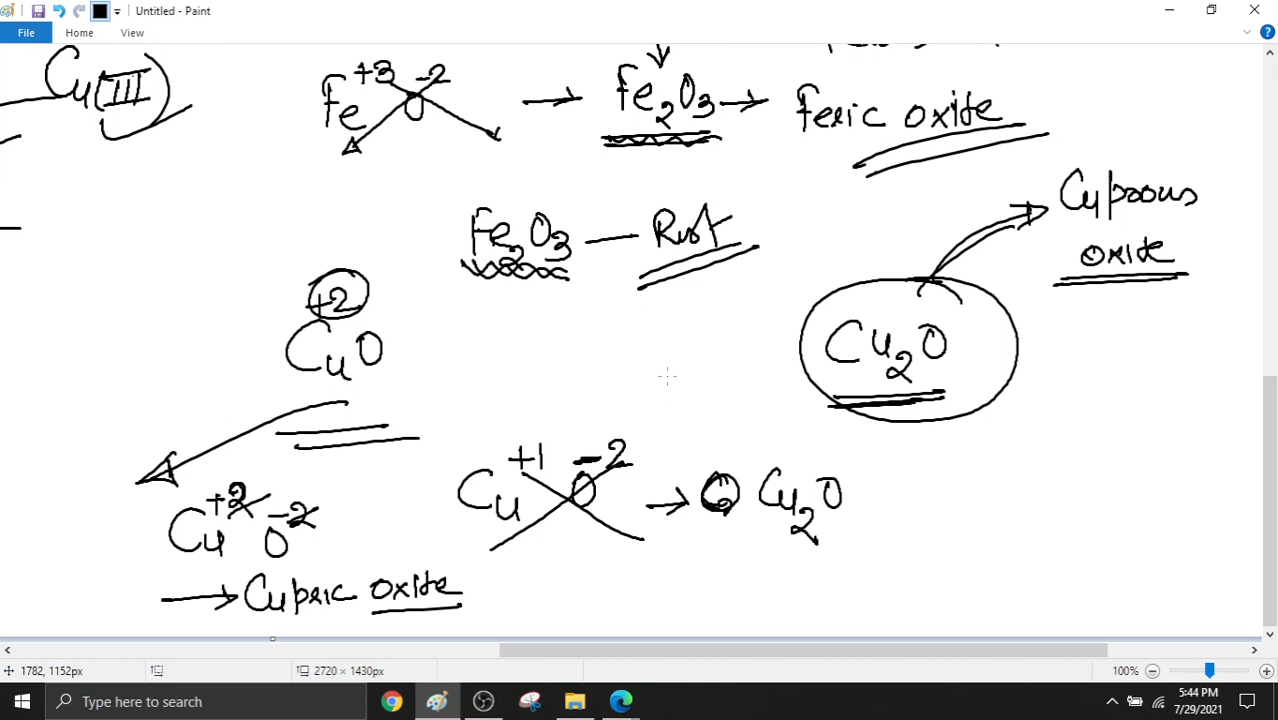 Untitled - Paint
File Home View
Cu(III)
Fe +3 O -2 → Fe2O3 → Feric oxide
Fe2O3 — Rust
Cuprous
oxide
+2
CuO
Cu2O
Cu +1 O -2 → Cu2O
Cu +2 O -2
→ Cupric oxite
1782, 1152px
2720 × 1430px
100%
Type here to search
5:44 PM
7/29/2021